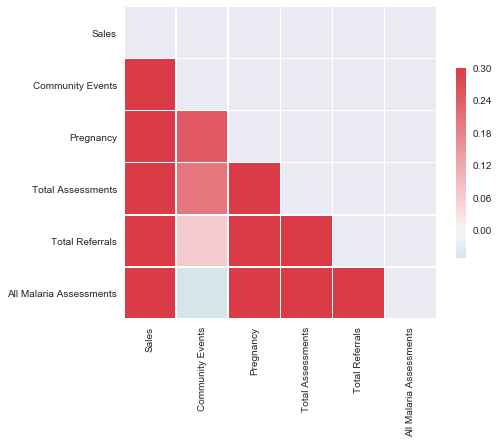 Sales
Community Events
Pregnancy
Total Assessments
Total Referrals
All Malaria Assessments
0.30
0.24
0.18
0.12
0.06
0.00
Sales
Community Events
Pregnancy
Total Assessments
Total Referrals
All Malaria Assessments